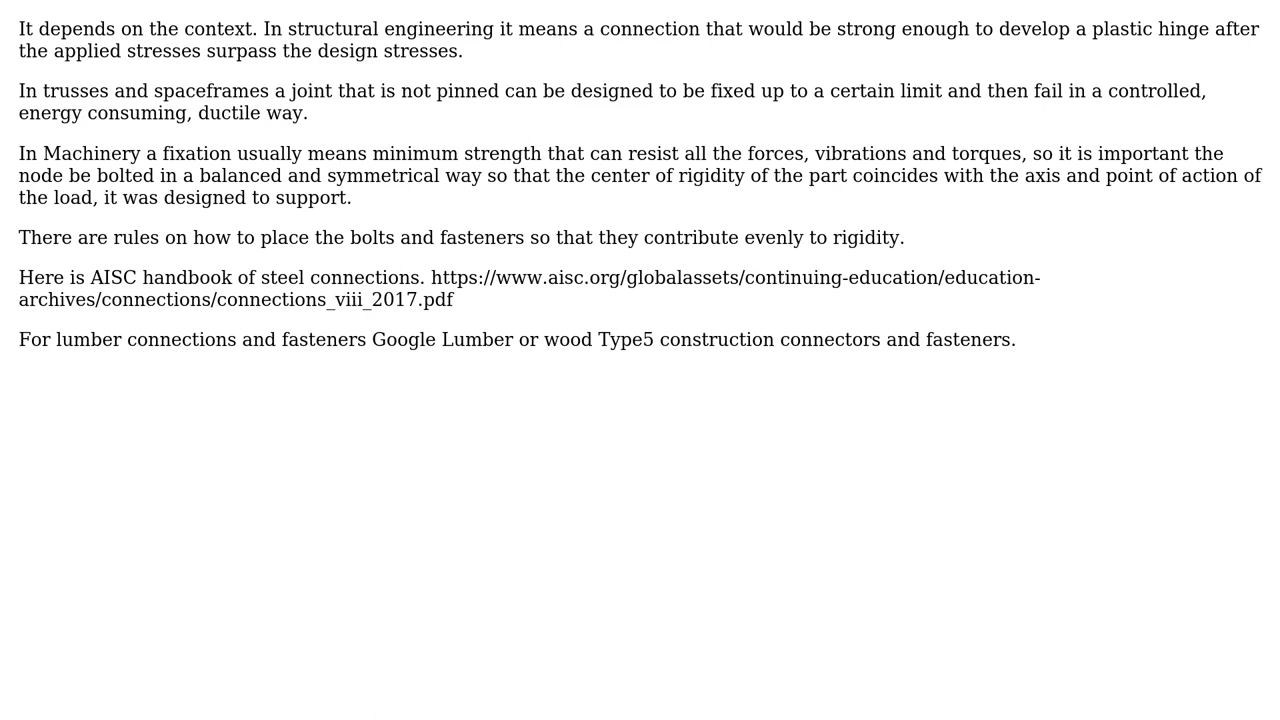 It depends on the context. In structural engineering it means a connection that would be strong enough to develop a plastic hinge after
the applied stresses surpass the design stresses.
In trusses and spaceframes a joint that is not pinned can be designed to be fixed up to a certain limit and then fail in a controlled,
energy consuming, ductile way.
In Machinery a fixation usually means minimum strength that can resist all the forces, vibrations and torques, so it is important the
node be bolted in a balanced and symmetrical way so that the center of rigidity of the part coincides with the axis and point of action of
the load, it was designed to support.
There are rules on how to place the bolts and fasteners so that they contribute evenly to rigidity.
Here is AISC handbook of steel connections. https://www.aisc.org/globalassets/continuing-education/education-
archives/connections/connections_viii_2017.pdf
For lumber connections and fasteners Google Lumber or wood Type5 construction connectors and fasteners.